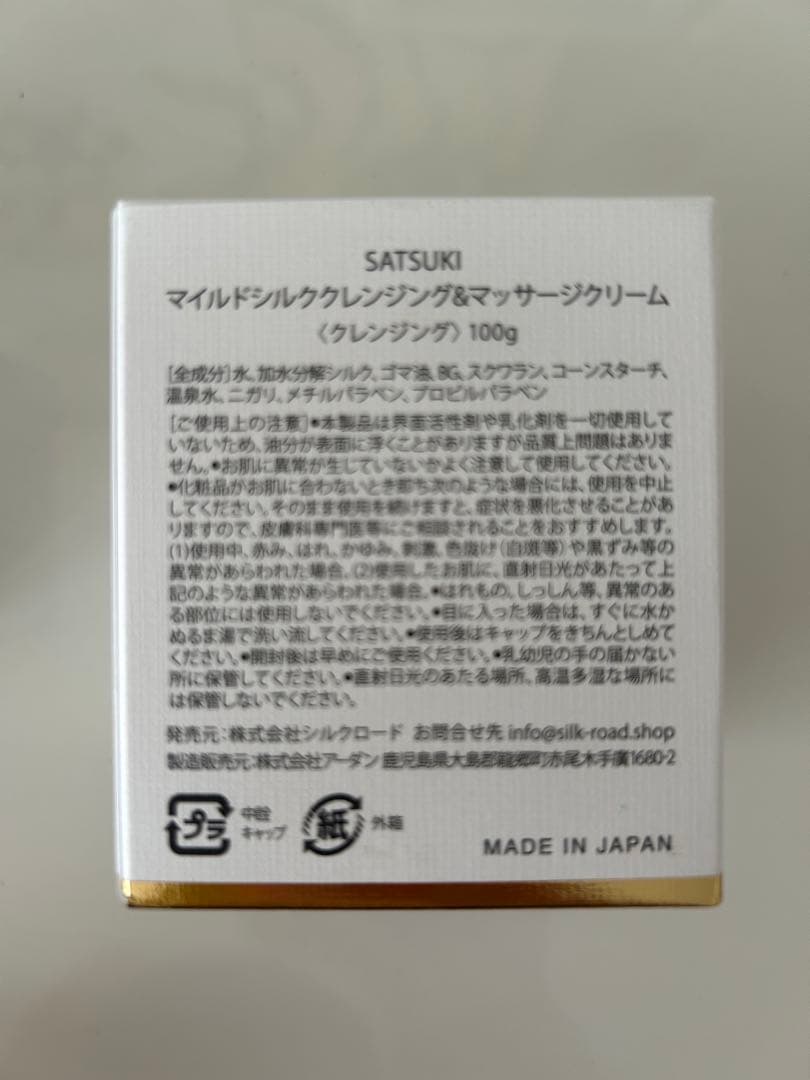 SATSUKI
マイルドシルククレンジング&マッサージクリーム
〈クレンジング〉100g
[全成分]水、加水分解シルク、ゴマ油、BG、スクワラン、コーンスターチ、
温泉水、ニガリ、メチルパラベン、プロピルパラベン
[ご使用上の注意]●本製品は界面活性剤や乳化剤を一切使用して
いないため、油分が表面に浮くことがありますが品質上問題はありま
せん。●お肌に異常が生じていないかよく注意して使用してください。
●化粧品がお肌に合わないとき即ち次のような場合には、使用を中止
してください。そのまま使用を続けますと、症状を悪化させることがあ
りますので、皮膚科専門医等にご相談されることをおすすめします。
(1)使用中、赤み、はれ、かゆみ、刺激、色抜け(白斑等)や黒ずみ等の
異常があらわれた場合。(2)使用したお肌に、直射日光があたって上
記のような異常があらわれた場合。●はれもの、しっしん等、異常のあ
る部位には使用しないでください。●目に入った場合は、すぐに水か
ぬるま湯で洗い流してください。●使用後はキャップをきちんとしめて
ください。●開封後は早めにご使用ください。●乳幼児の手の届かない
所に保管してください。●直射日光のあたる場所、高温多湿な場所に
は保管しないでください。
発売元:株式会社シルクロード お問合せ先 info@silk-road.shop
製造販売元:株式会社アーダン 鹿児島県大島郡龍郷町赤尾木手廣1680-2
プラ 中栓 キャップ 紙 外箱
MADE IN JAPAN